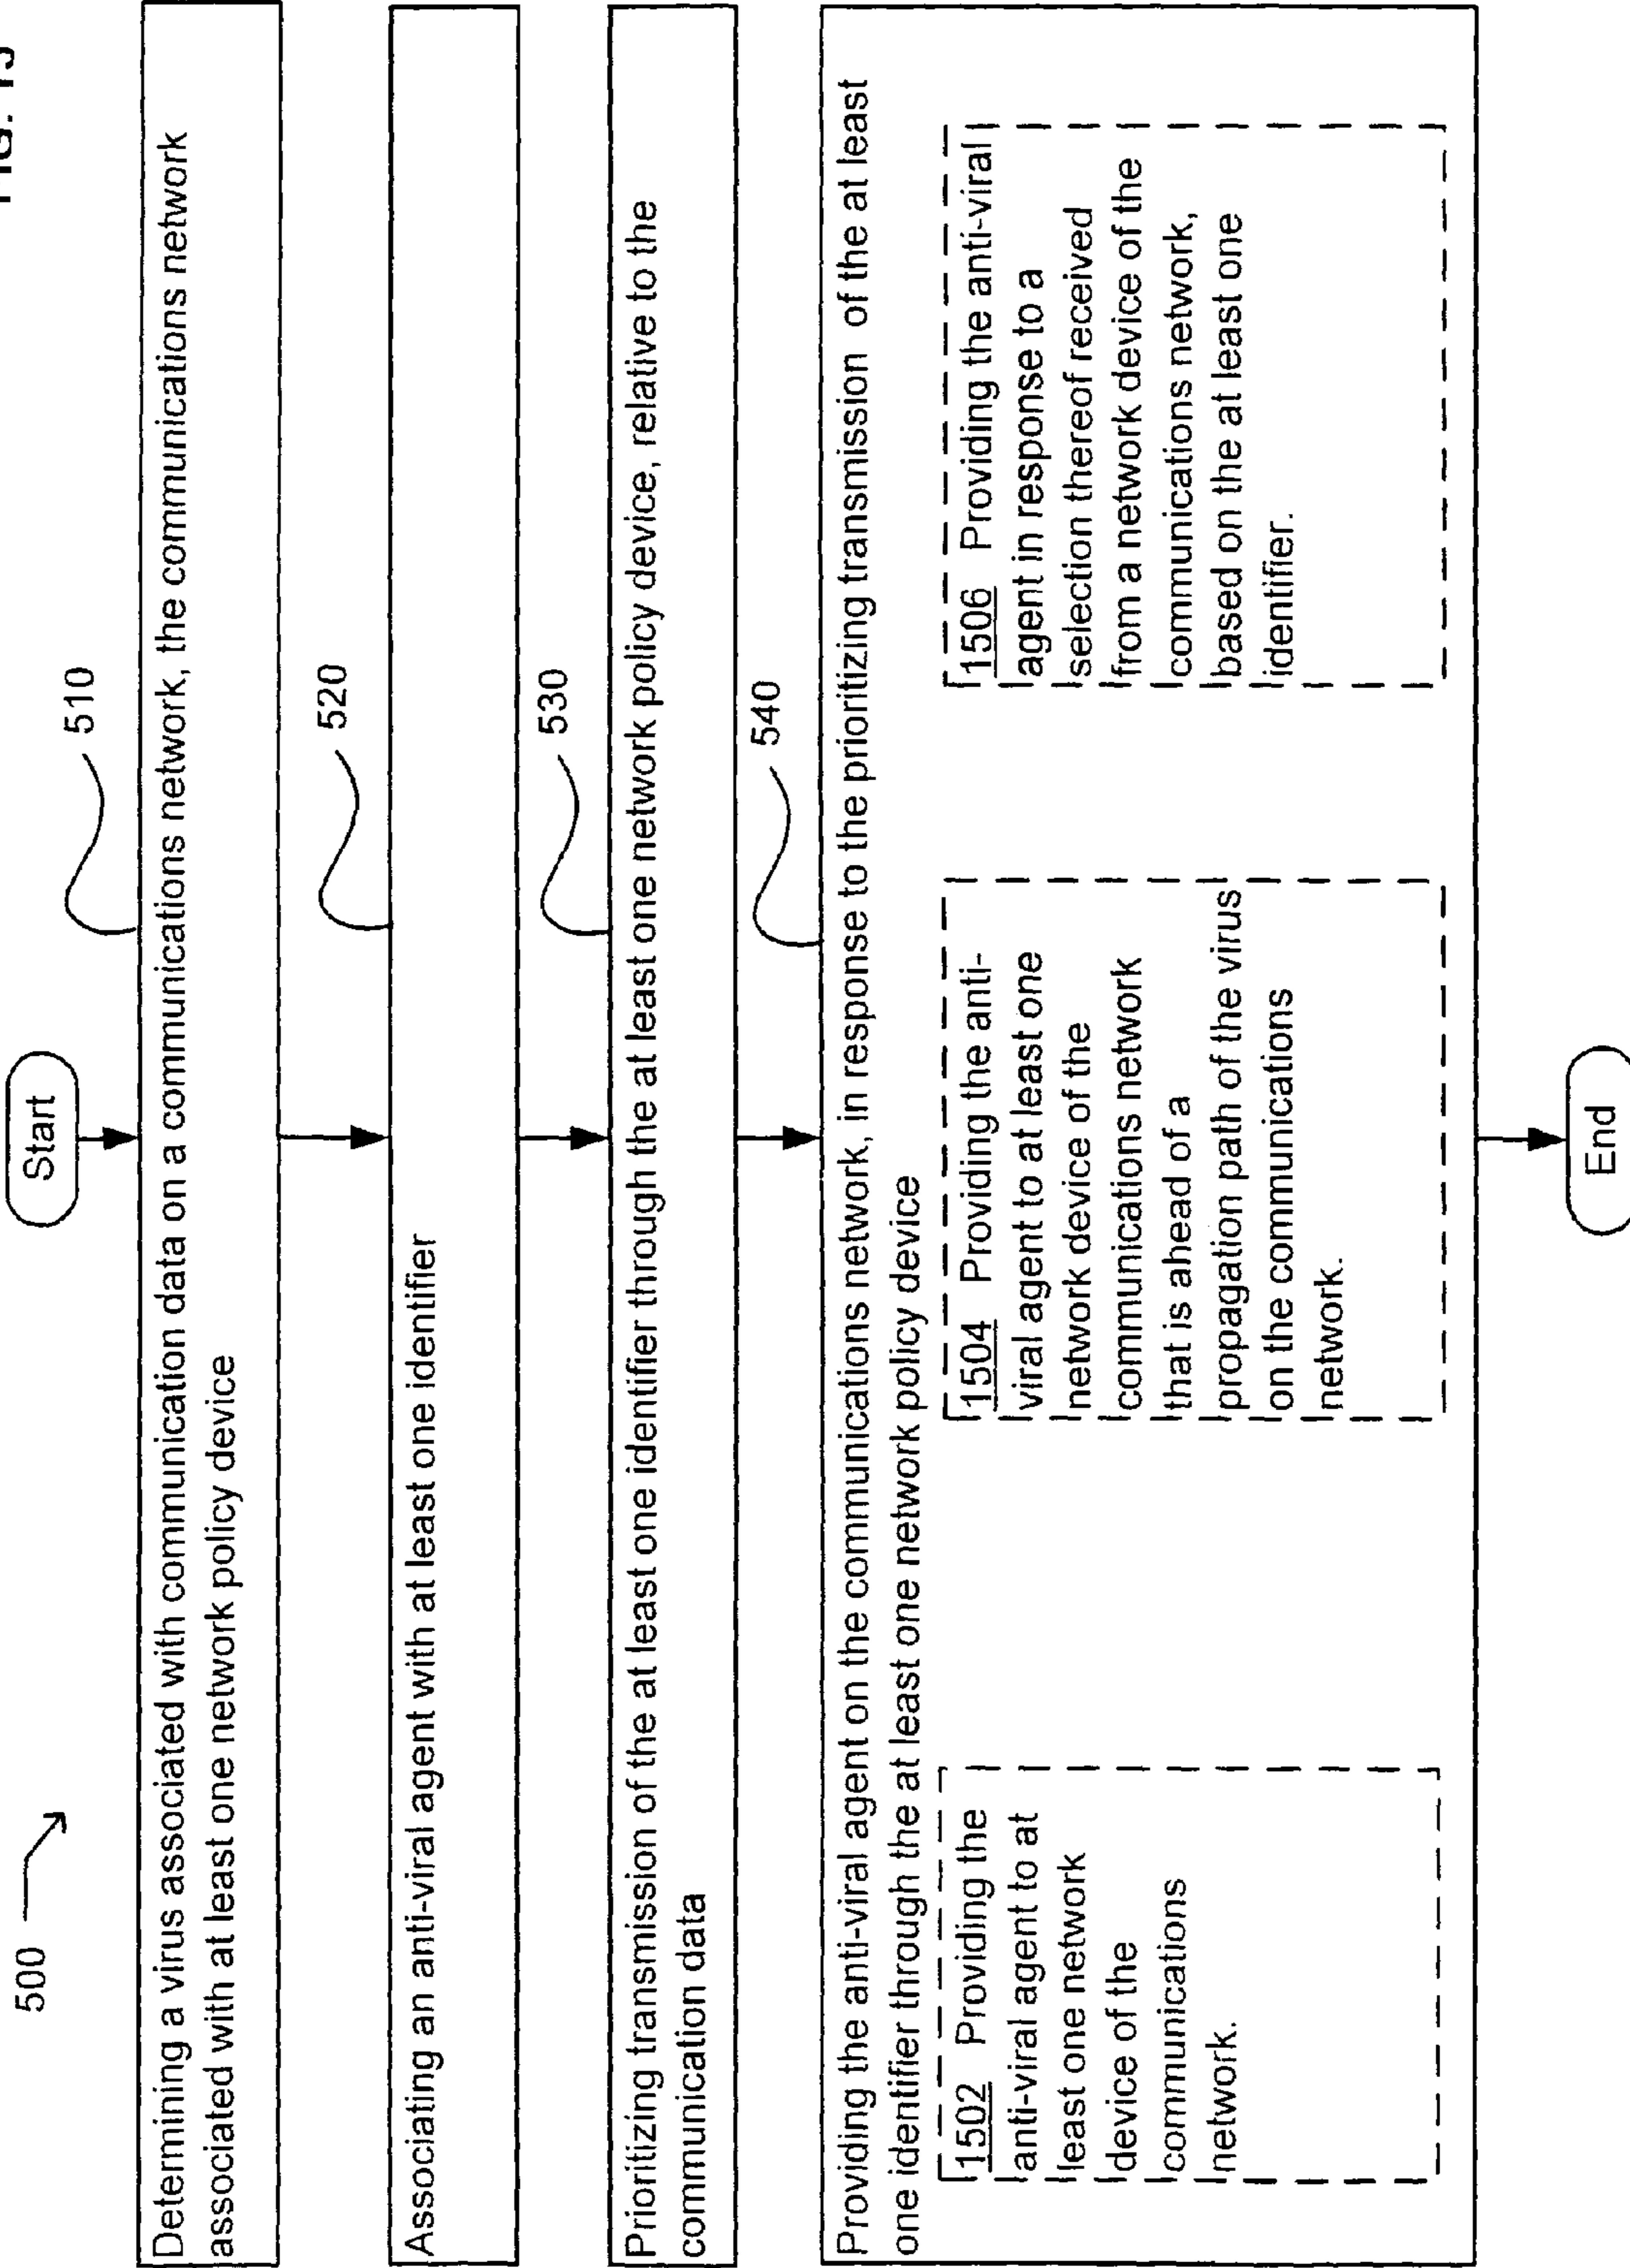 FIG. 15
500
Start
510
Determining a virus associated with communication data on a communications network, the communications network
associated with at least one network policy device
520
Associating an anti-viral agent with at least one identifier
530
Prioritizing transmission of the at least one identifier through the at least one network policy device, relative to the
communication data
540
Providing the anti-viral agent on the communications network, in response to the prioritizing transmission of the at least
one identifier through the at least one network policy device
1502 Providing the
anti-viral agent to at
least one network
device of the
communications
network.
1504 Providing the anti-
viral agent to at least one
network device of the
communications network
that is ahead of a
propagation path of the virus
on the communications
network.
1506 Providing the anti-viral
agent in response to a
selection thereof received
from a network device of the
communications network,
based on the at least one
identifier.
End